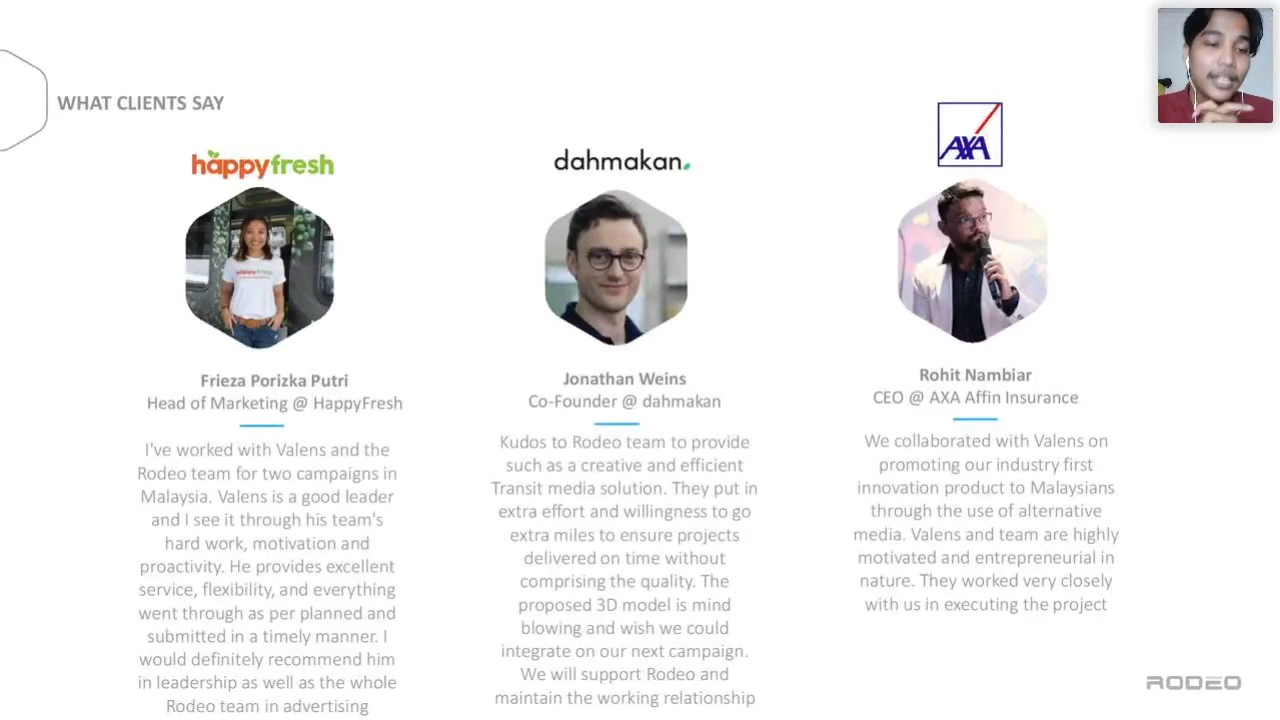 WHAT CLIENTS SAY
happyfresh
Frieza Porizka Putri
Head of Marketing @ HappyFresh
I've worked with Valens and the
Rodeo team for two campaigns in
Malaysia. Valens is a good leader
and I see it through his team's
hard work, motivation and
proactivity. He provides excellent
service, flexibility, and everything
went through as per planned and
submitted in a timely manner. I
would definitely recommend him
in leadership as well as the whole
Rodeo team in advertising
dahmakan.
Jonathan Weins
Co-Founder @ dahmakan
Kudos to Rodeo team to provide
such as a creative and efficient
Transit media solution. They put in
extra effort and willingness to go
extra miles to ensure projects
delivered on time without
comprising the quality. The
proposed 3D model is mind
blowing and wish we could
integrate on our next campaign.
We will support Rodeo and
maintain the working relationship
AXA
Rohit Nambiar
CEO @ AXA Affin Insurance
We collaborated with Valens on
promoting our industry first
innovation product to Malaysians
through the use of alternative
media. Valens and team are highly
motivated and entrepreneurial in
nature. They worked very closely
with us in executing the project
RODEO